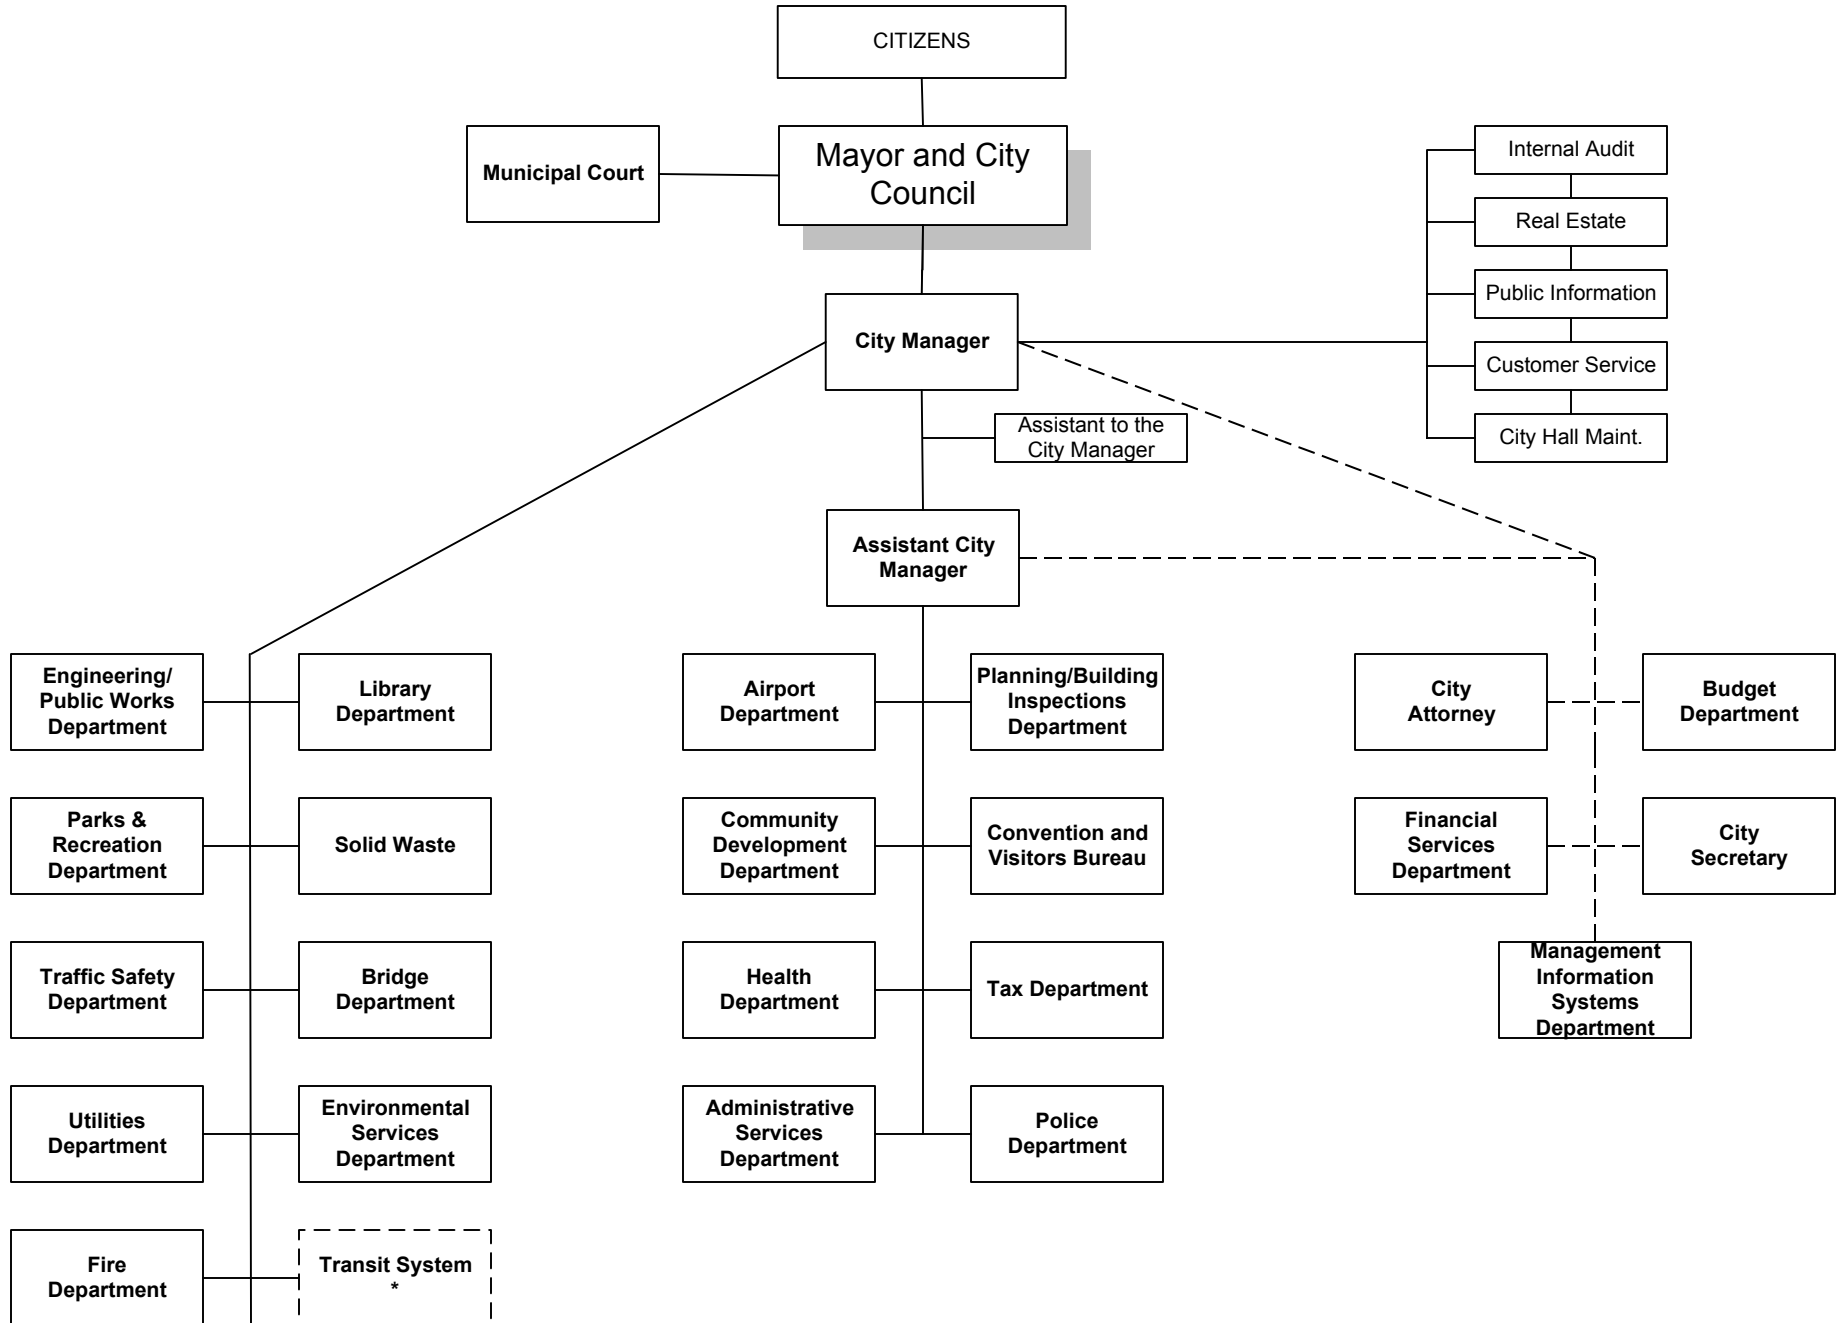 CITIZENS
Municipal Court
Mayor and City
Council
Internal Audit
Real Estate
Public Information
Customer Service
City Hall Maint.
City Manager
Assistant to the
City Manager
Assistant City
Manager
Engineering/
Public Works
Department
Library
Department
Airport
Department
Planning/Building
Inspections
Department
City
Attorney
Budget
Department
Parks &
Recreation
Department
Solid Waste
Community
Development
Department
Convention and
Visitors Bureau
Financial
Services
Department
City
Secretary
Traffic Safety
Department
Bridge
Department
Health
Department
Tax Department
Management
Information
Systems
Department
Utilities
Department
Environmental
Services
Department
Administrative
Services
Department
Police
Department
Fire
Department
Transit System
*